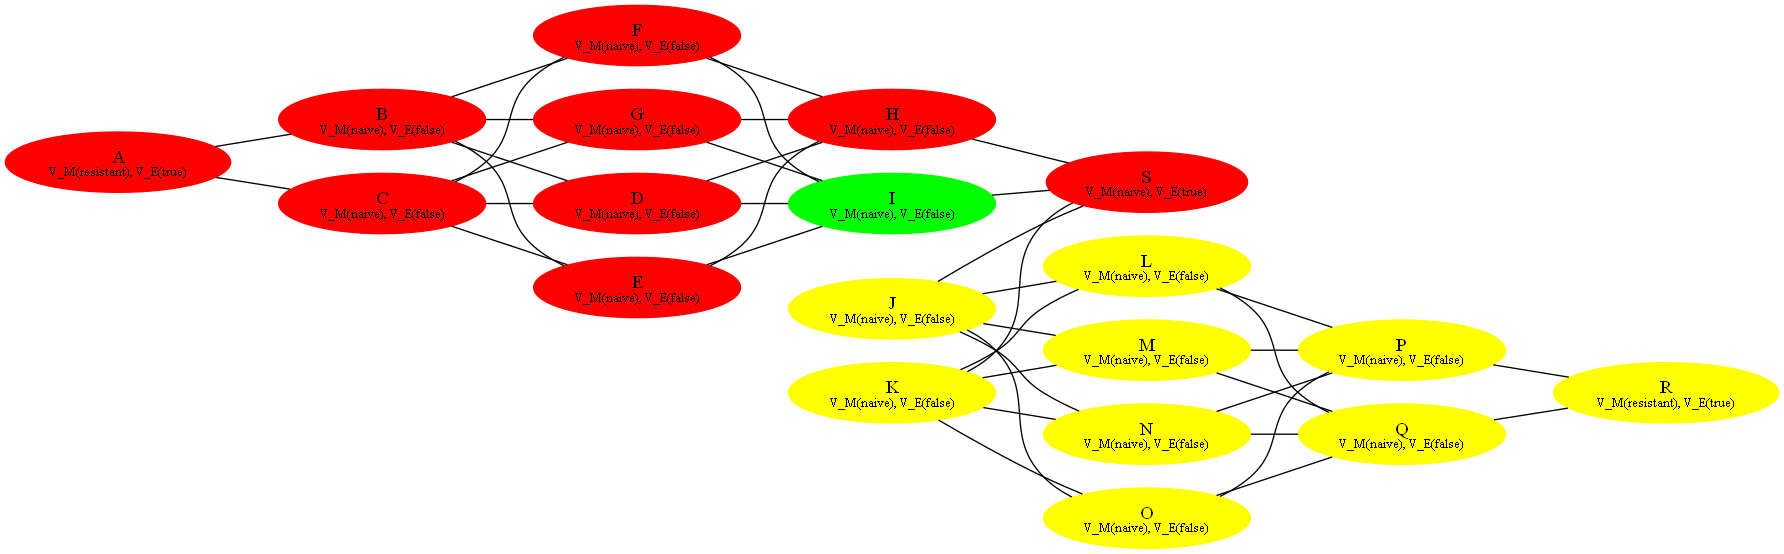 F
V_M(naive), V_E(false)
B
V_M(naive), V_E(false)
G
V_M(naive), V_E(false)
H
V_M(naive), V_E(false)
A
V_M(resistant), V_E(true)
S
V_M(naive), V_E(true)
C
V_M(naive), V_E(false)
D
V_M(naive), V_E(false)
I
V_M(naive), V_E(false)
L
V_M(naive), V_E(false)
E
V_M(naive), V_E(false)
J
V_M(naive), V_E(false)
M
V_M(naive), V_E(false)
P
V_M(naive), V_E(false)
K
V_M(naive), V_E(false)
R
V_M(resistant), V_E(true)
N
V_M(naive), V_E(false)
Q
V_M(naive), V_E(false)
O
V_M(naive), V_E(false)